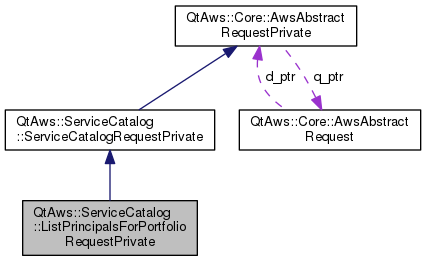 QtAws::Core::AwsAbstract
RequestPrivate
d_ptr
q_ptr
QtAws::ServiceCatalog
::ServiceCatalogRequestPrivate
QtAws::Core::AwsAbstract
Request
QtAws::ServiceCatalog
::ListPrincipalsForPortfolio
RequestPrivate